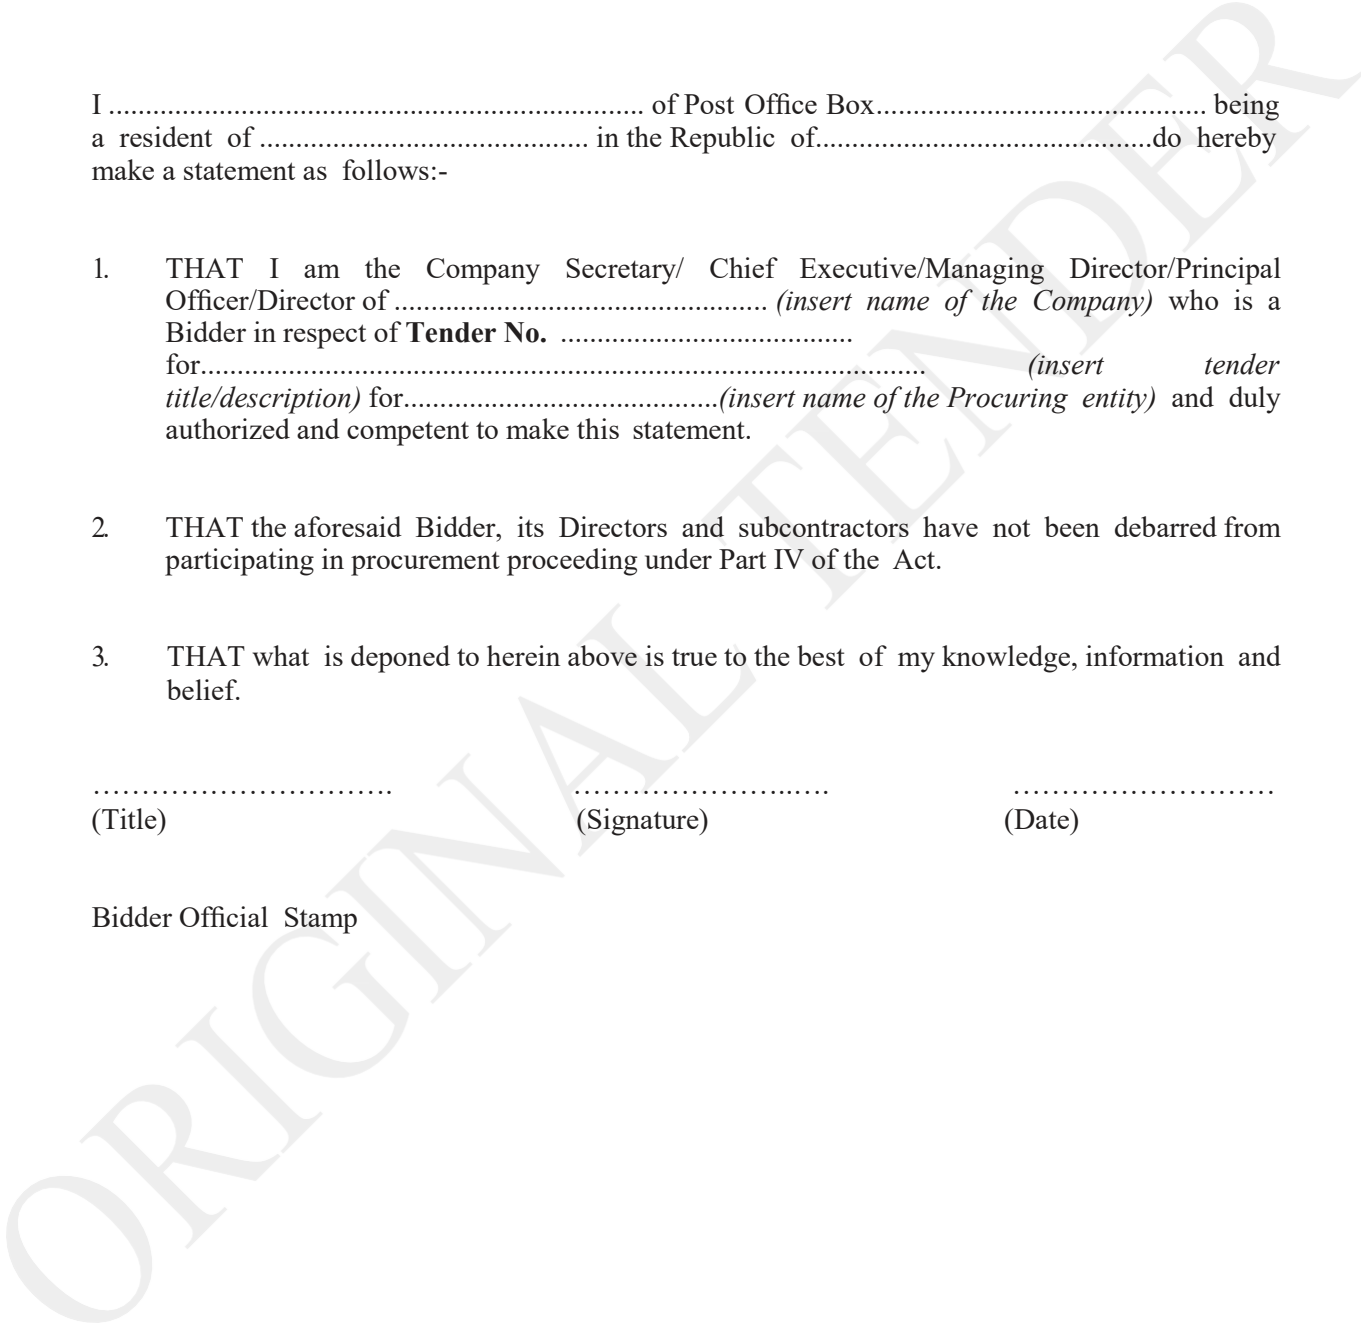 I ......................................................................... of Post Office Box............................................. being
a resident of ............................................. in the Republic of..............................................do hereby
make a statement as follows:-
1. THAT I am the Company Secretary/ Chief Executive/Managing Director/Principal
Officer/Director of ................................................... (insert name of the Company) who is a
Bidder in respect of Tender No. ........................................
for................................................................................................... (insert tender
title/description) for...........................................(insert name of the Procuring entity) and duly
authorized and competent to make this statement.
2. THAT the aforesaid Bidder, its Directors and subcontractors have not been debarred from
participating in procurement proceeding under Part IV of the Act.
3. THAT what is deponed to herein above is true to the best of my knowledge, information and
belief.
…………………………. …………………..…. ………………………
(Title) (Signature) (Date)
Bidder Official Stamp
ORIGINAL TENDER